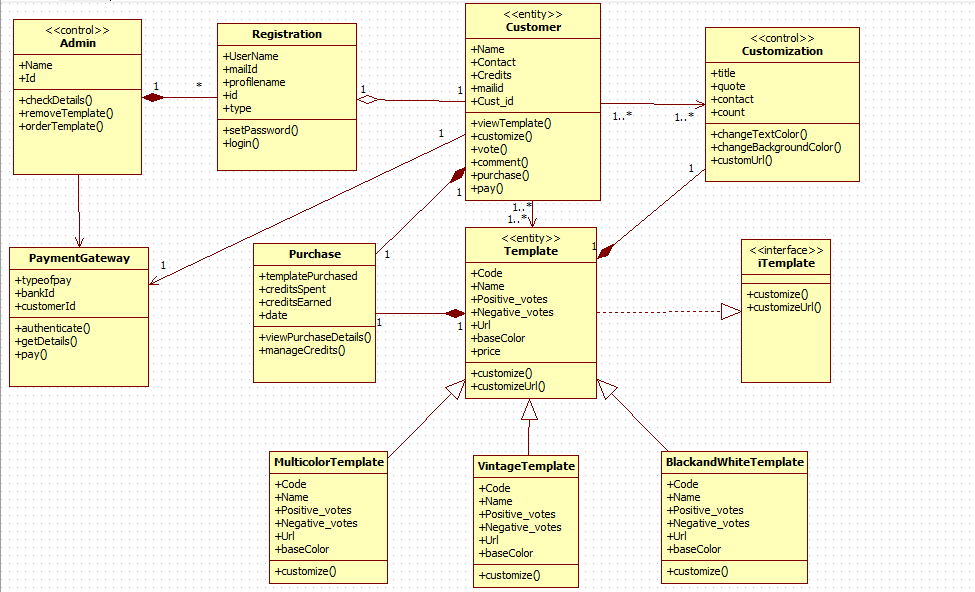 <<control>>
Admin
+Name
+Id
+checkDetails()
+removeTemplate()
+orderTemplate()
1
*
Registration
+UserName
+mailId
+profilename
+id
+type
+setPassword()
+login()
1
1
<<entity>>
Customer
+Name
+Contact
+Credits
+mailid
+Cust_id
+viewTemplate()
+customize()
+vote()
+comment()
+purchase()
+pay()
1..*
1..*
<<control>>
Customization
+title
+quote
+contact
+count
+changeTextColor()
+changeBackgroundColor()
+customUrl()
1
1
1
1
1..*
1..*
1
1
PaymentGateway
+typeofpay
+bankId
+customerId
+authenticate()
+getDetails()
+pay()
Purchase
+templatePurchased
+creditsSpent
+creditsEarned
+date
+viewPurchaseDetails()
+manageCredits()
1
1
<<entity>>
Template
+Code
+Name
+Positive_votes
+Negative_votes
+Url
+baseColor
+price
+customize()
+customizeUrl()
<<interface>>
iTemplate
+customize()
+customizeUrl()
MulticolorTemplate
+Code
+Name
+Positive_votes
+Negative_votes
+Url
+baseColor
+customize()
VintageTemplate
+Code
+Name
+Positive_votes
+Negative_votes
+Url
+baseColor
+customize()
BlackandWhiteTemplate
+Code
+Name
+Positive_votes
+Negative_votes
+Url
+baseColor
+customize()